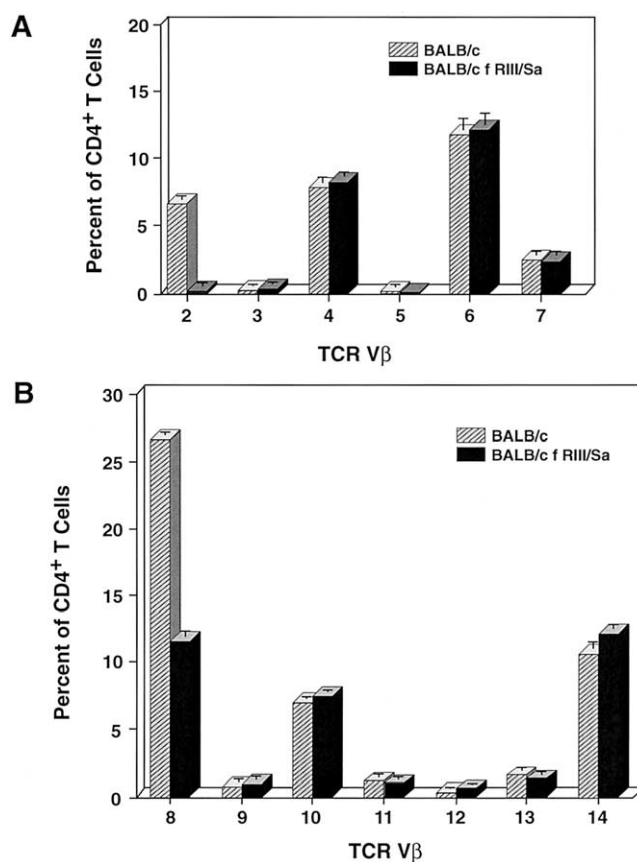 A
20
15
10
5
0
Percent of CD4+ T Cells
BALB/c
BALB/c f RIII/Sa
2 3 4 5 6 7
TCR Vβ
B
30
25
20
15
10
5
0
Percent of CD4+ T Cells
BALB/c
BALB/c f RIII/Sa
8 9 10 11 12 13 14
TCR Vβ